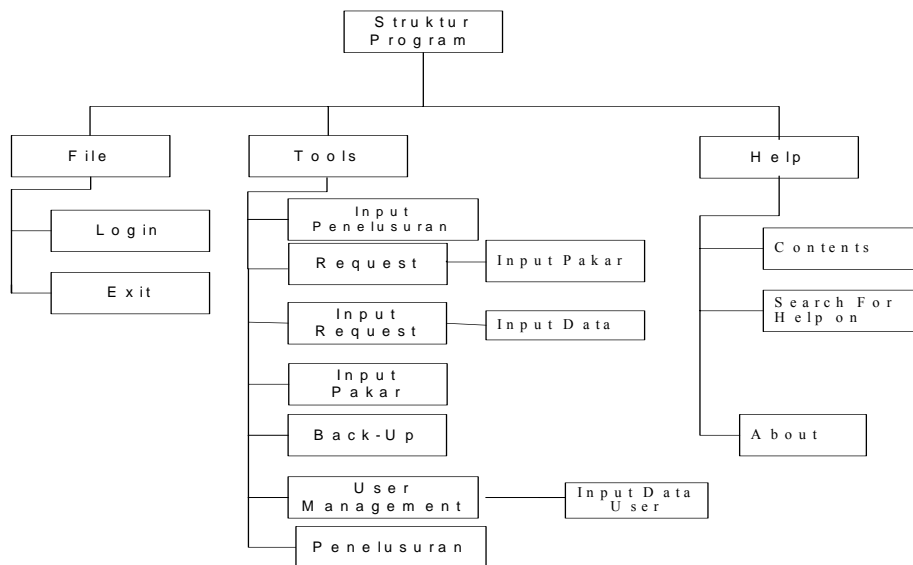 Struktur
Program
File
Tools
Help
Login
Exit
Input
Penelusuran
Request
Input Pakar
Input
Request
Input Data
Input
Pakar
Back-Up
User
Management
Input Data
User
Penelusuran
Contents
Search For
Help on
About